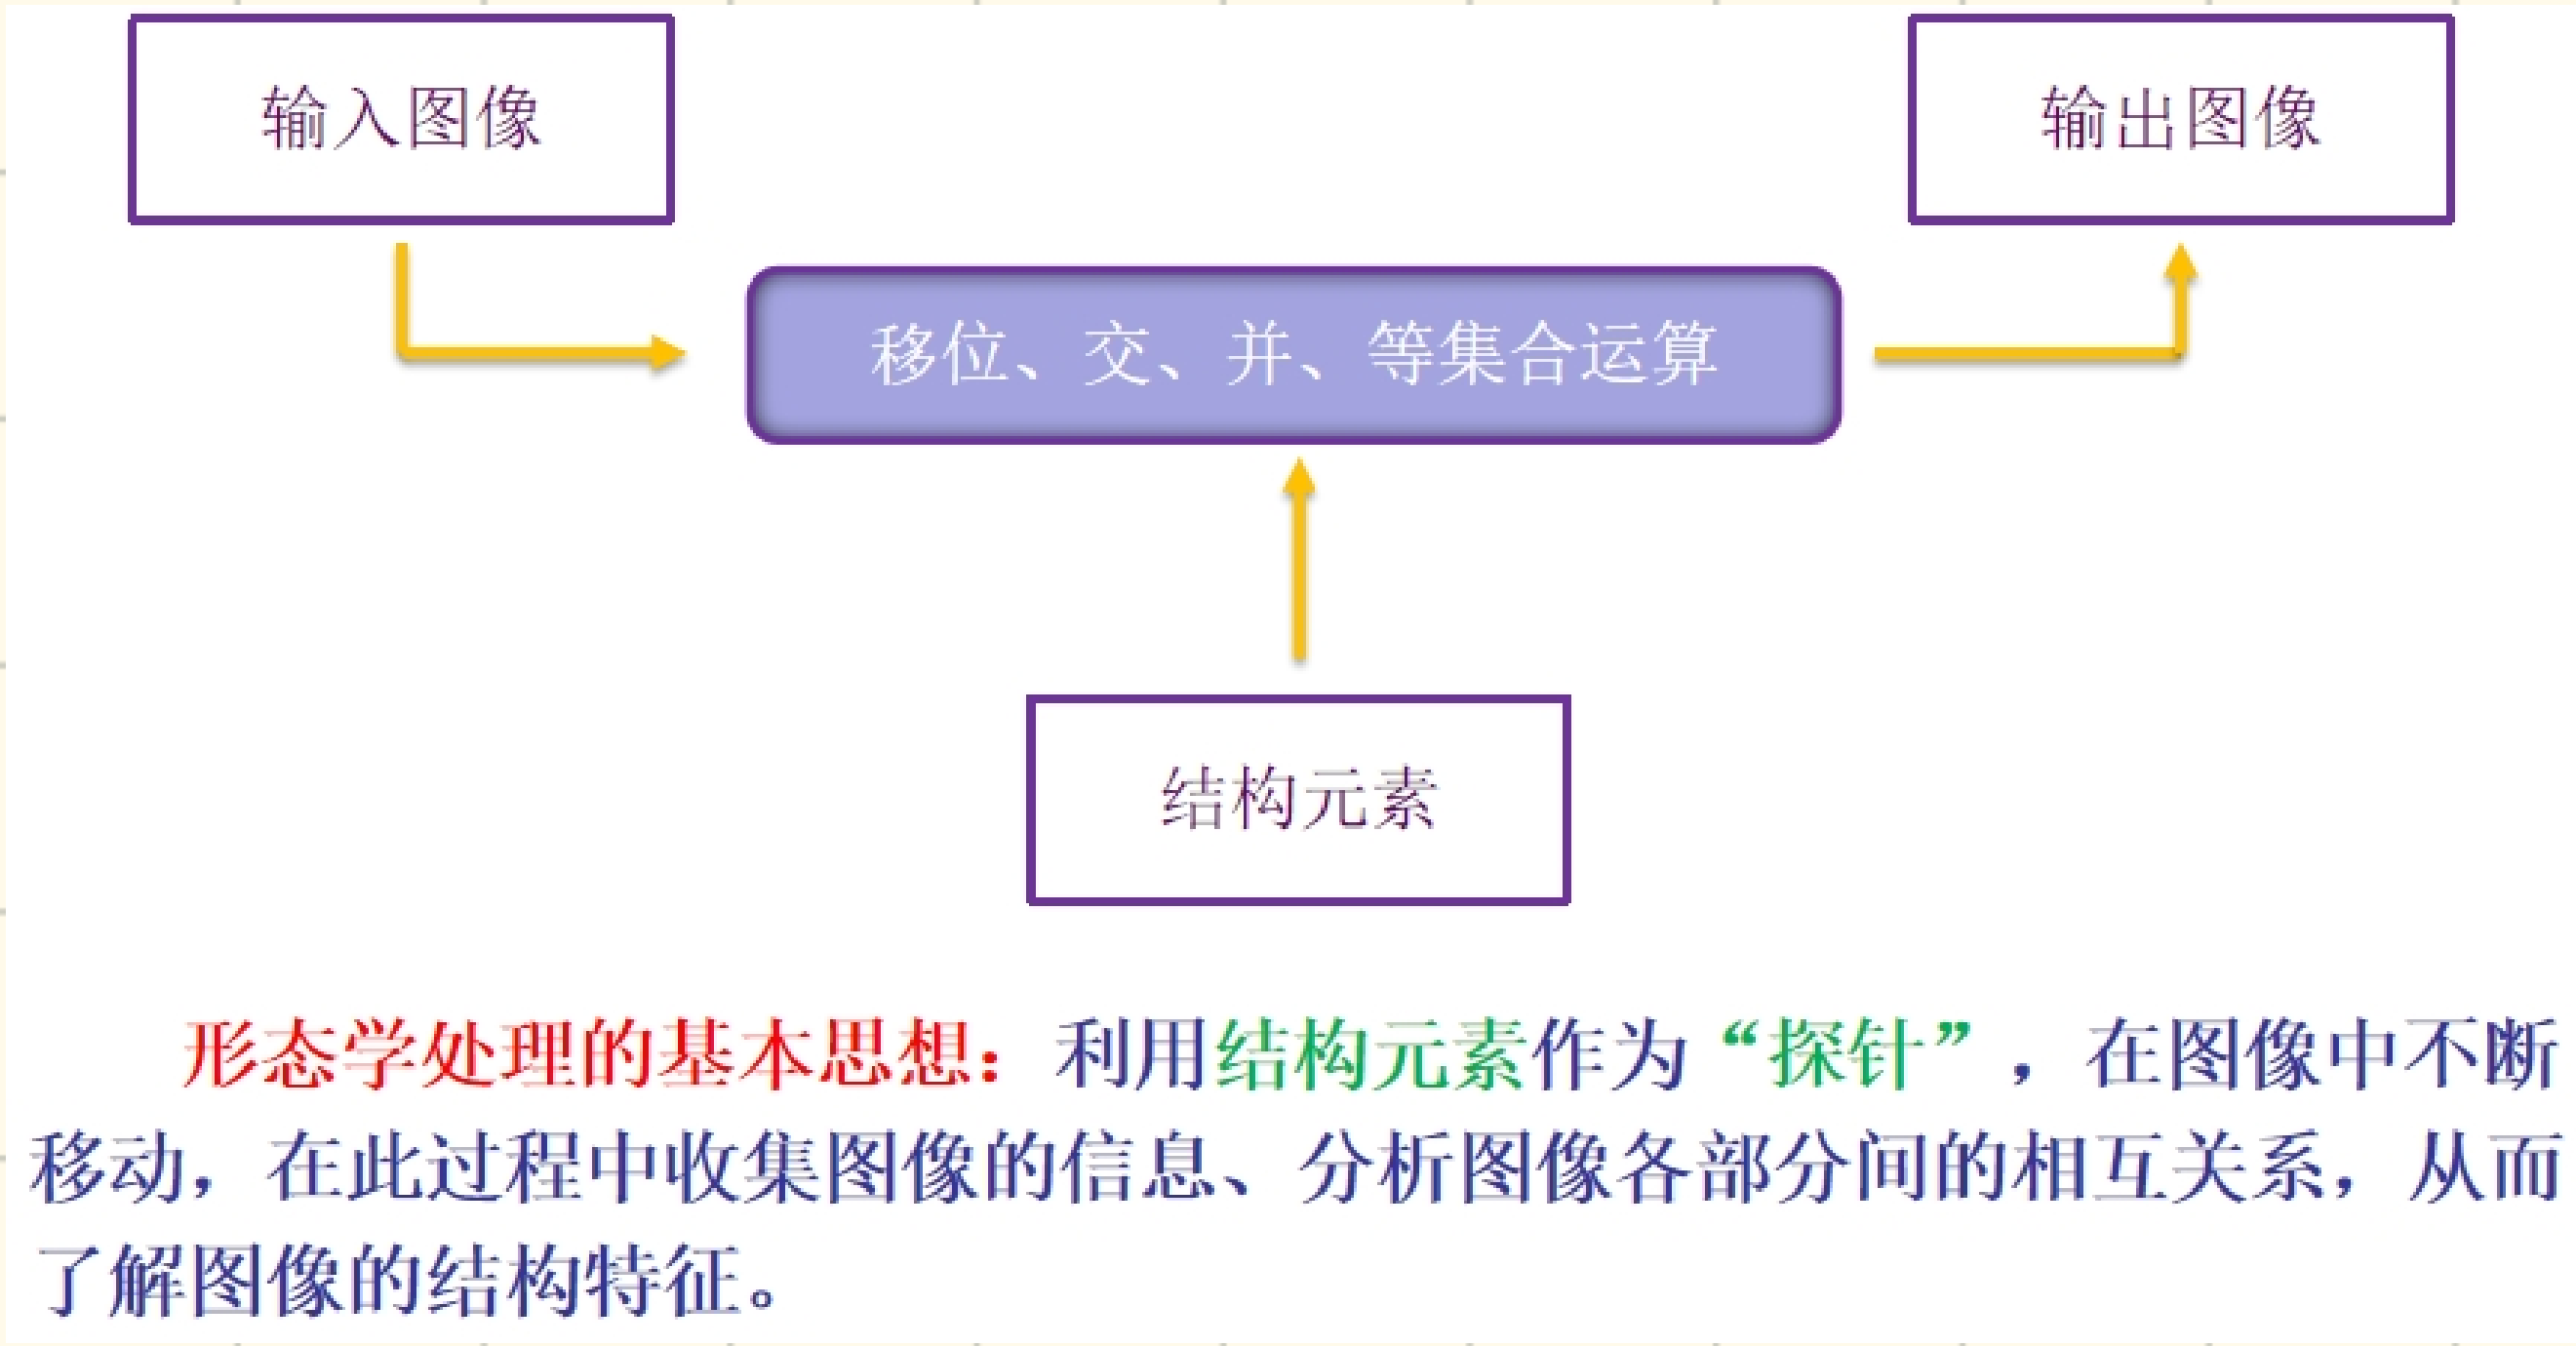 输入图像
输出图像
移位、交、并、等集合运算
结构元素
形态学处理的基本思想：利用结构元素作为“探针”，在图像中不断
移动，在此过程中收集图像的信息、分析图像各部分间的相互关系，从而
了解图像的结构特征。